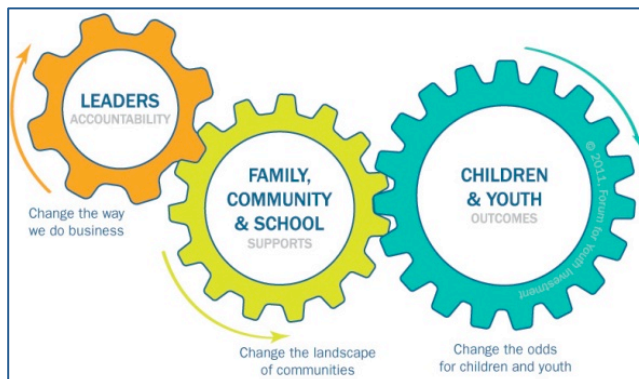 LEADERS
ACCOUNTABILITY
Change the way
we do business
FAMILY,
COMMUNITY
& SCHOOL
SUPPORTS
Change the landscape
of communities
CHILDREN
& YOUTH
OUTCOMES
© 2011, Forum for Youth Investment
Change the odds
for children and youth